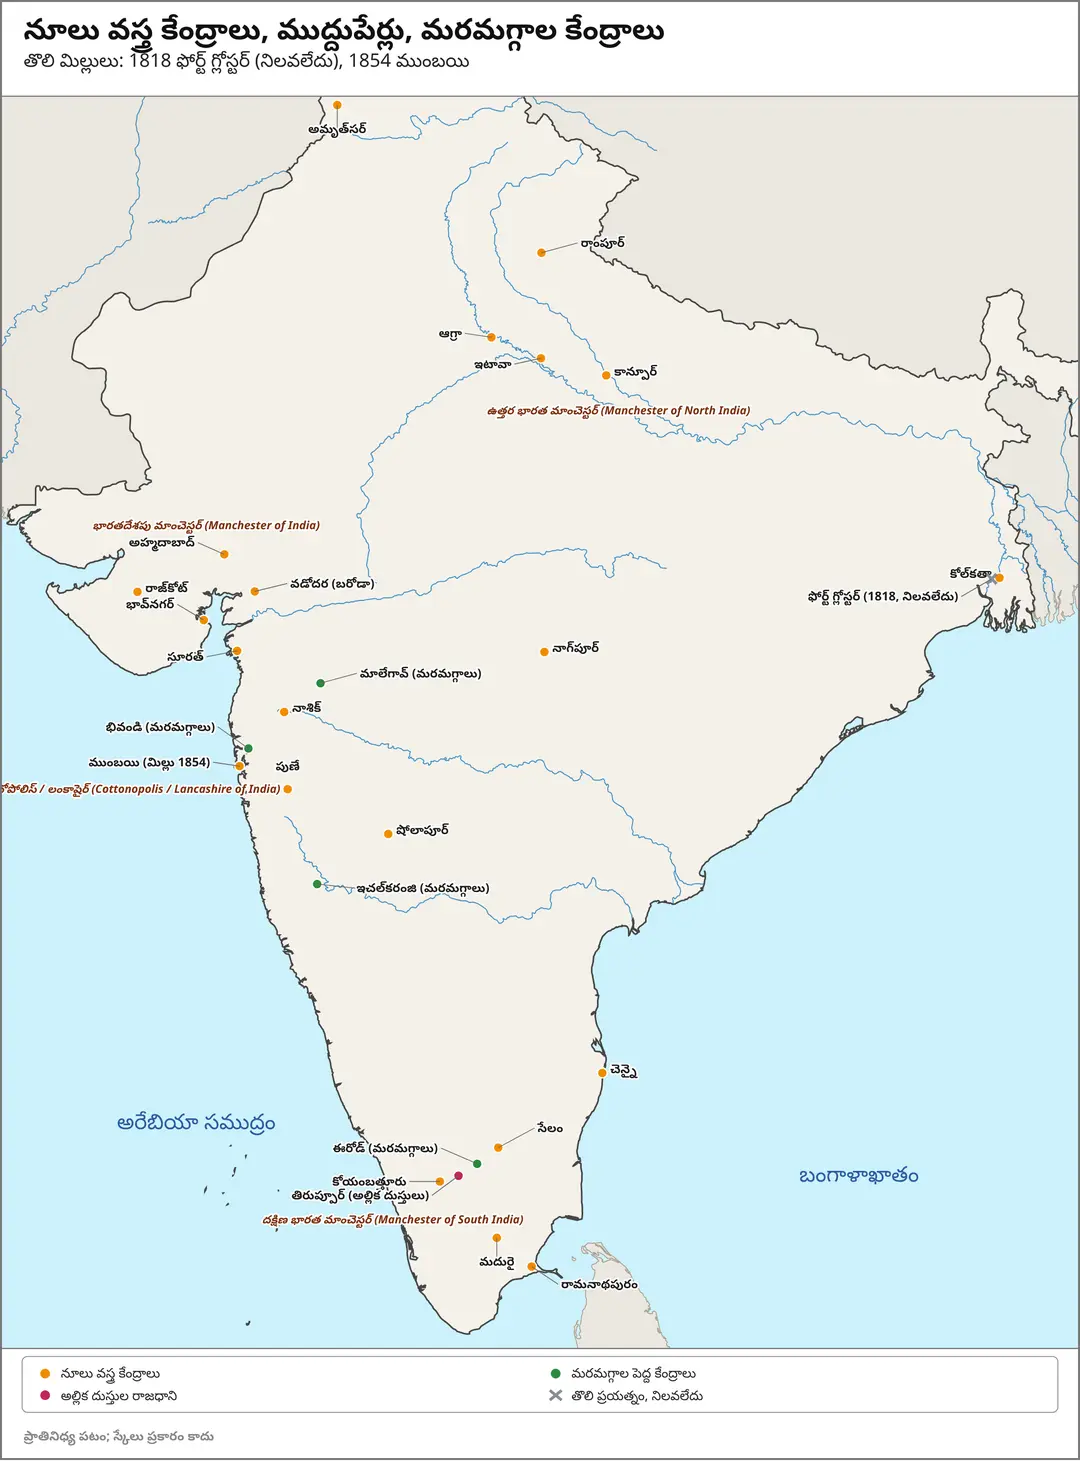 నూలు వస్త్ర కేంద్రాలు, ముద్దుపేర్లు, మరమగ్గాల కేంద్రాలు
తొలి మిల్లులు: 1818 ఫోర్ట్ గ్లోస్టర్ (నిలవలేదు), 1854 ముంబయి
అమృత్‌సర్
రాంపూర్
ఆగ్రా
ఇటావా
కాన్పూర్
ఉత్తర భారత మాంచెస్టర్ (Manchester of North India)
భారతదేశపు మాంచెస్టర్ (Manchester of India)
అహ్మదాబాద్
కోల్‌కతా
రాజ్‌కోట్
వడోదర (బరోడా)
భావ్‌నగర్
ఫోర్ట్ గ్లోస్టర్ (1818, నిలవలేదు)
సూరత్
నాగ్‌పూర్
మాలేగావ్ (మరమగ్గాలు)
నాశిక్
భివండి (మరమగ్గాలు)
ముంబయి (మిల్లు 1854)
పుణే
/ లంకాషైర్ (Cottonopolis / Lancashire of India)
షోలాపూర్
ఇచల్‌కరంజి (మరమగ్గాలు)
చెన్నై
అరేబియా సముద్రం
సేలం
ఈరోడ్ (మరమగ్గాలు)
బంగాళాఖాతం
కోయంబత్తూరు
తిరుప్పూర్ (అల్లిక దుస్తులు)
దక్షిణ భారత మాంచెస్టర్ (Manchester of South India)
మదురై
రామనాథపురం
నూలు వస్త్ర కేంద్రాలు
మరమగ్గాల పెద్ద కేంద్రాలు
అల్లిక దుస్తుల రాజధాని
తొలి ప్రయత్నం, నిలవలేదు
ప్రాతినిధ్య పటం; స్కేలు ప్రకారం కాదు